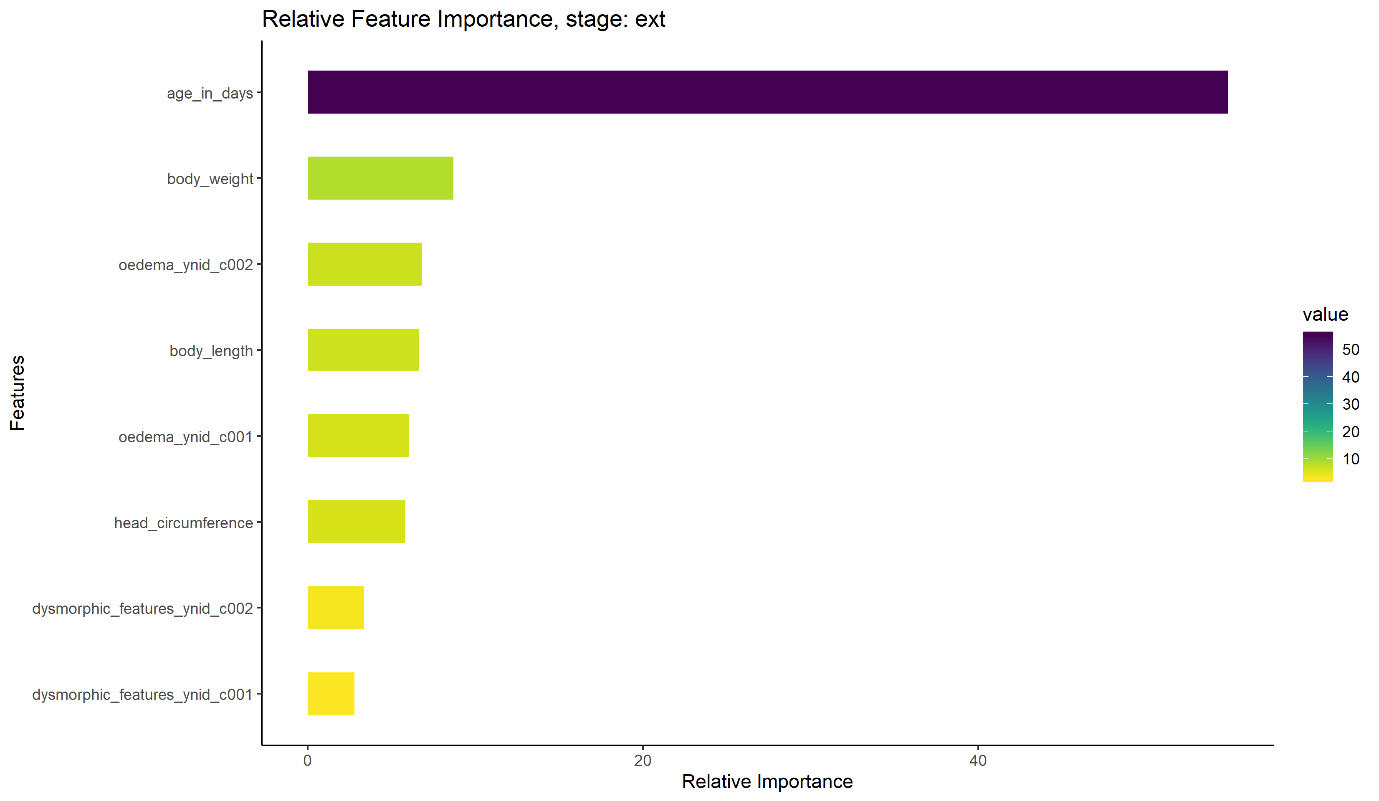 Relative Feature Importance, stage: ext
age_in_days
body_weight
oedema_ynid_c002
body_length
oedema_ynid_c001
head_circumference
dysmorphic_features_ynid_c002
dysmorphic_features_ynid_c001
Features
0 20 40
Relative Importance
value
50
40
30
20
10